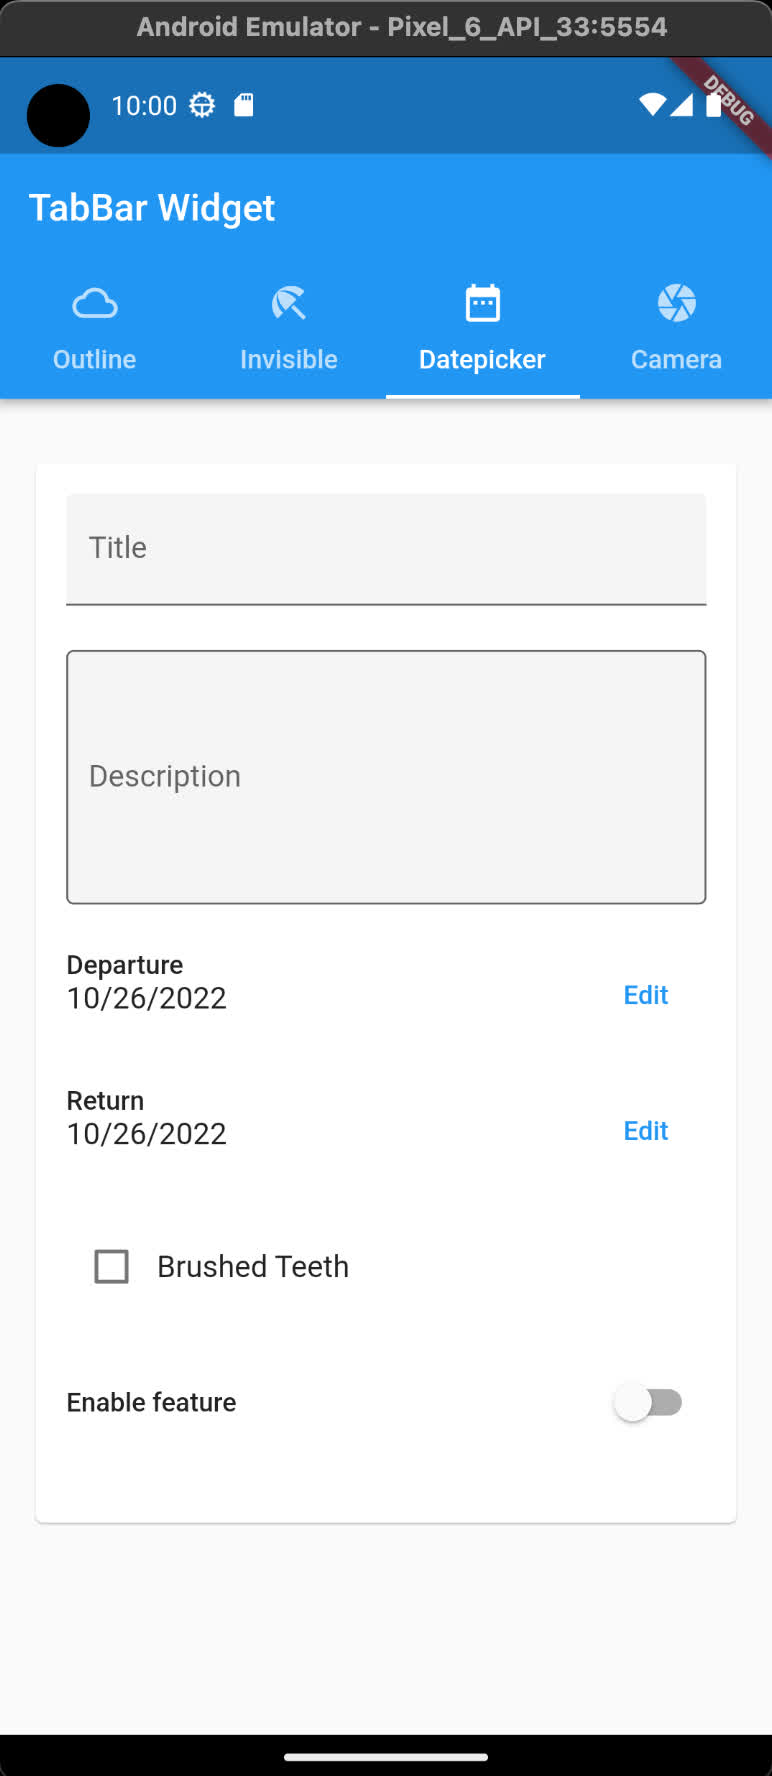 Android Emulator - Pixel_6_API_33:5554
10:00
DEBUG
TabBar Widget
Outline Invisible Datepicker Camera
Title
Description
Departure
10/26/2022 Edit
Return
10/26/2022 Edit
Brushed Teeth
Enable feature